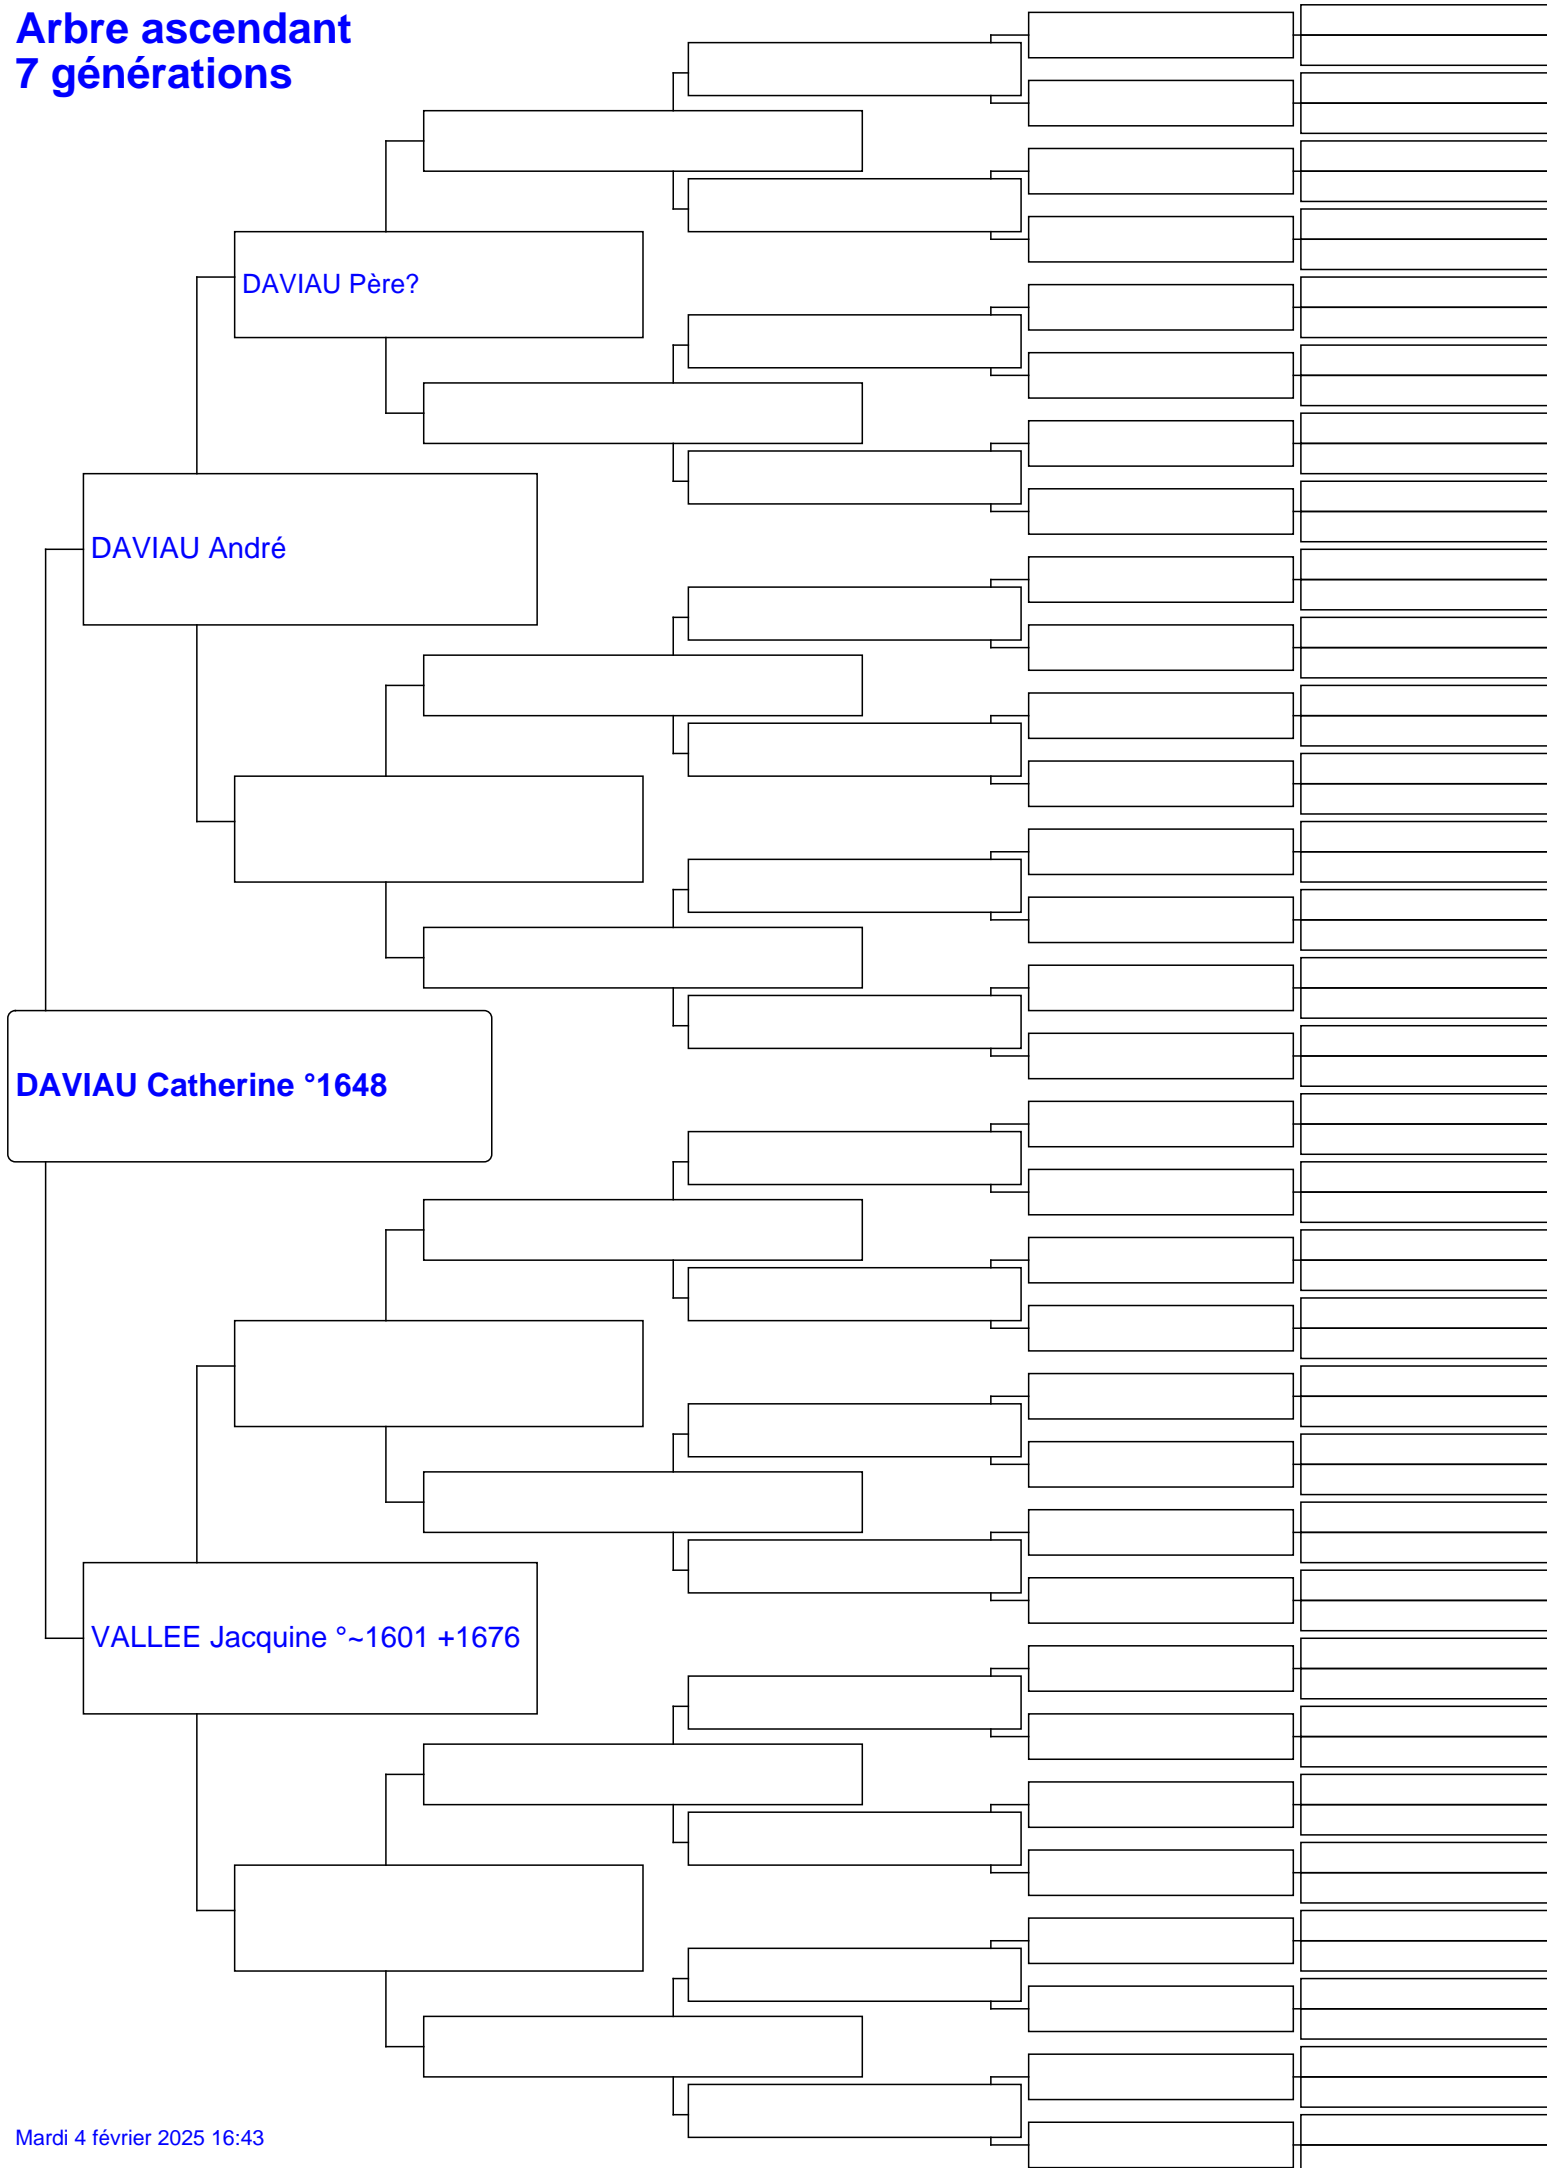 Arbre ascendant
7 générations
DAVIAU Père?
DAVIAU André
DAVIAU Catherine °1648
VALLEE Jacquine °~1601 +1676
Mardi 4 février 2025 16:43